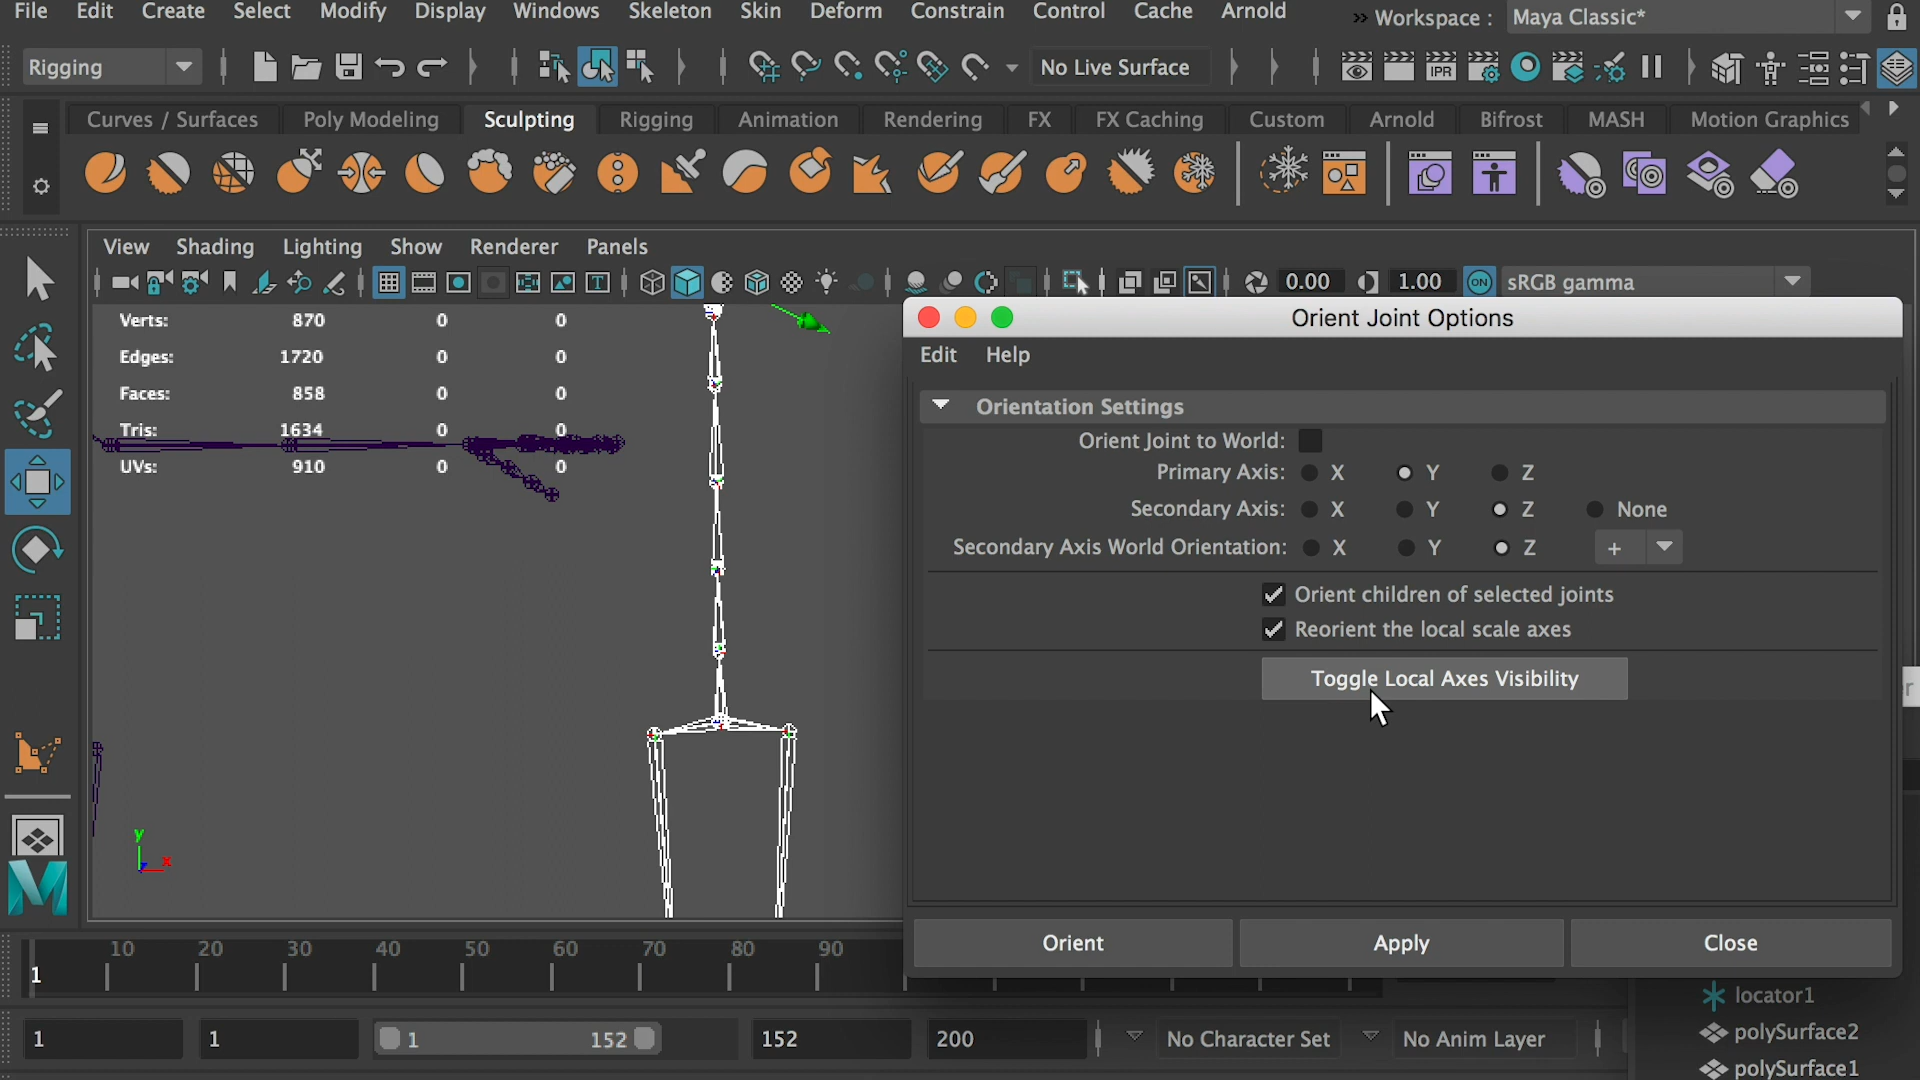 File Edit Create Select Modify Display Windows Skeleton Skin Deform Constrain Control Cache Arnold » Workspace : Maya Classic*
Rigging No Live Surface IPR
Curves / Surfaces Poly Modeling Sculpting Rigging Animation Rendering FX FX Caching Custom Arnold Bifrost MASH Motion Graphics
View Shading Lighting Show Renderer Panels
T 0.00 1.00 ON sRGB gamma
Verts: 870 0 0
Edges: 1720 0 0
Faces: 858 0 0
Tris: 1634 0 0
UVs: 910 0 0
y
x
Orient Joint Options
Edit Help
Orientation Settings
Orient Joint to World:
Primary Axis: X Y Z
Secondary Axis: X Y Z None
Secondary Axis World Orientation: X Y Z +
Orient children of selected joints
Reorient the local scale axes
Toggle Local Axes Visibility
Orient Apply Close
10 20 30 40 50 60 70 80 90
1
1 1 1 152 152 200 No Character Set No Anim Layer
locator1
polySurface2
polySurface1